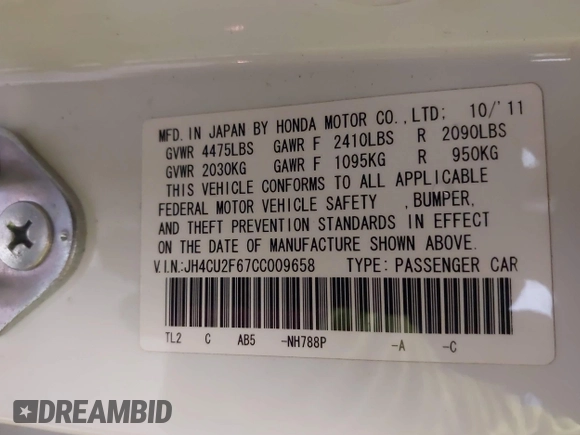 MFD. IN JAPAN BY HONDA MOTOR CO.,LTD; 10/'11
GVWR 4475LBS GAWR F 2410LBS R 2090LBS
GVWR 2030KG GAWR F 1095KG R 950KG
THIS VEHICLE CONFORMS TO ALL APPLICABLE
FEDERAL MOTOR VEHICLE SAFETY ,BUMPER,
AND THEFT PREVENTION STANDARDS IN EFFECT
ON THE DATE OF MANUFACTURE SHOWN ABOVE.
V.I.N:JH4CU2F67CC009658 TYPE: PASSENGER CAR
TL2 C AB5 -NH788P -A -C
DREAMBID